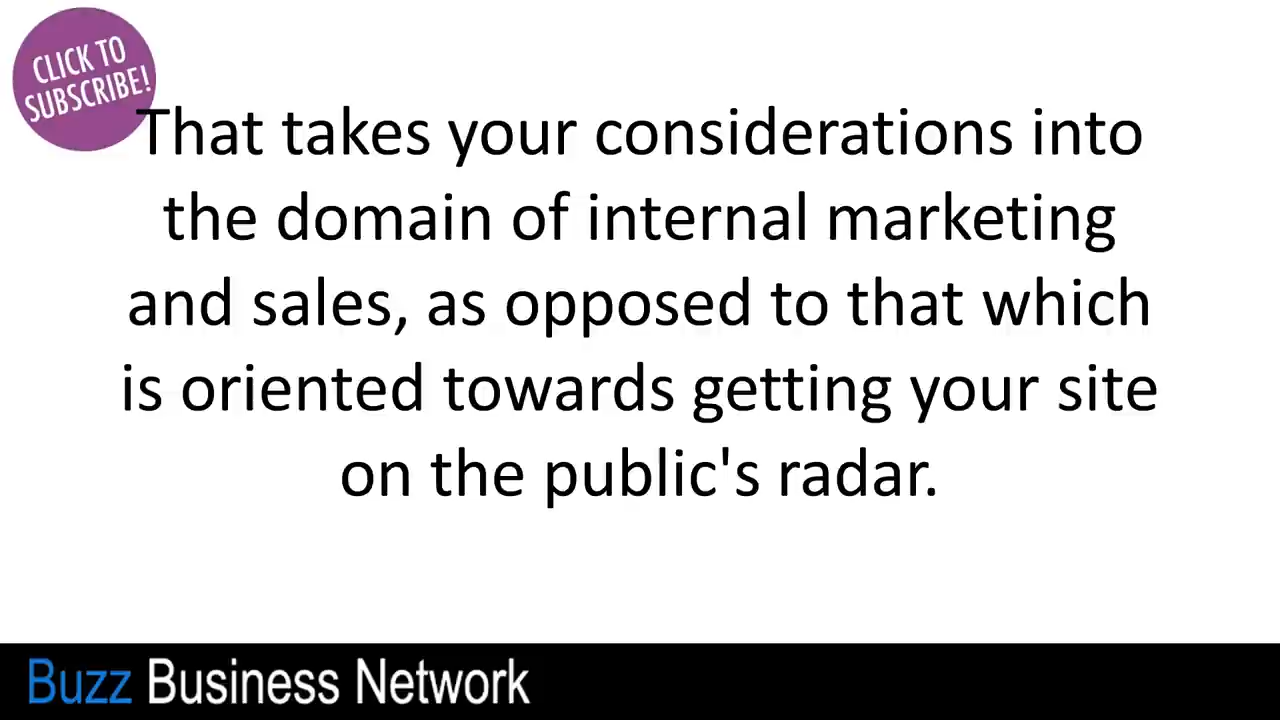 CLICK TO
SUBSCRIBE!
That takes your considerations into
the domain of internal marketing
and sales, as opposed to that which
is oriented towards getting your site
on the public's radar.
Buzz Business Network